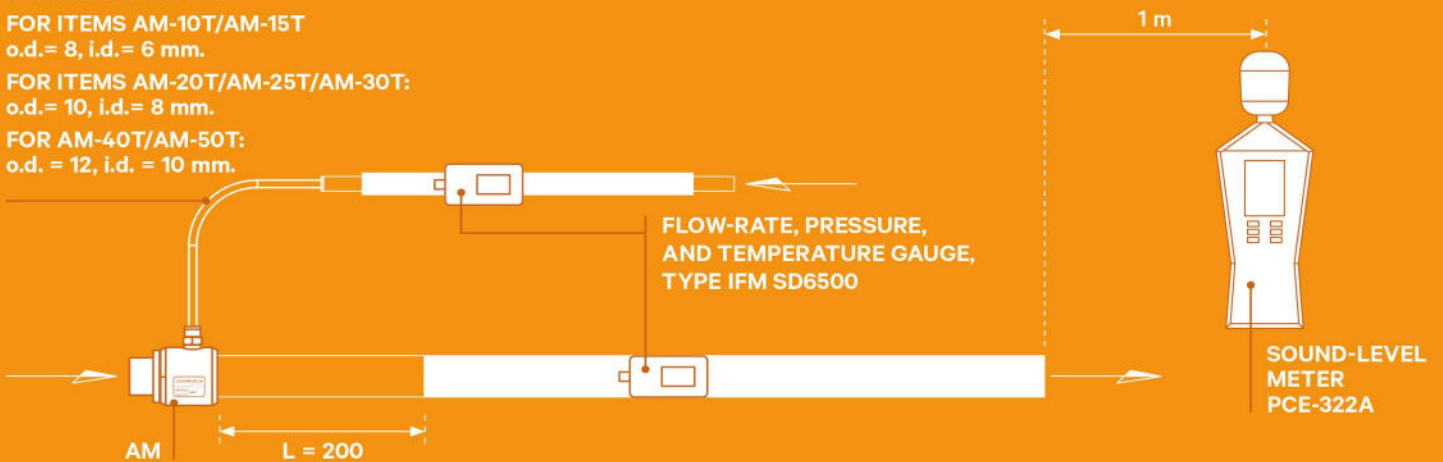 FOR ITEMS AM-10T/AM-15T
o.d.= 8, i.d.= 6 mm.
FOR ITEMS AM-20T/AM-25T/AM-30T:
o.d.= 10, i.d.= 8 mm.
FOR AM-40T/AM-50T:
o.d. = 12, i.d. = 10 mm.
1 m
FLOW-RATE, PRESSURE,
AND TEMPERATURE GAUGE,
TYPE IFM SD6500
SOUND-LEVEL
METER
PCE-322A
AM
L = 200